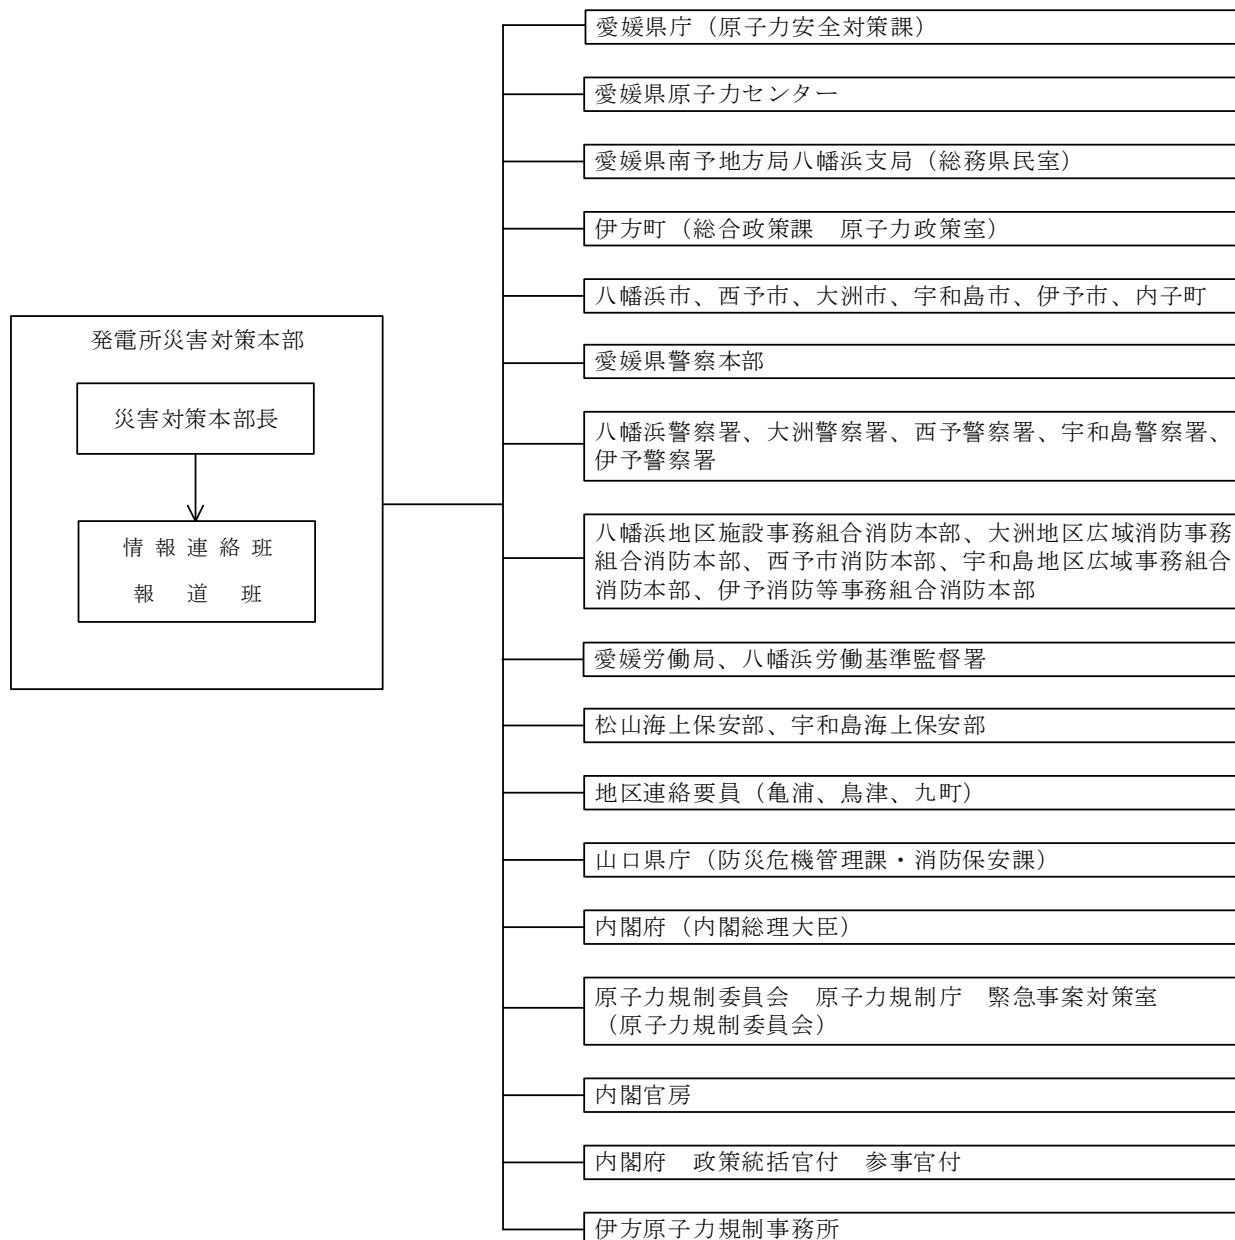 愛媛県庁（原子力安全対策課）
愛媛県原子力センター
愛媛県南予地方局八幡浜支局（総務県民室）
伊方町（総合政策課　原子力政策室）
八幡浜市、西予市、大洲市、宇和島市、伊予市、内子町
発電所災害対策本部
災害対策本部長
情報連絡班
報道班
愛媛県警察本部
八幡浜警察署、大洲警察署、西予警察署、宇和島警察署、
伊予警察署
八幡浜地区施設事務組合消防本部、大洲地区広域消防事務
組合消防本部、西予市消防本部、宇和島地区広域事務組合
消防本部、伊予消防等事務組合消防本部
愛媛労働局、八幡浜労働基準監督署
松山海上保安部、宇和島海上保安部
地区連絡要員（亀浦、鳥津、九町）
山口県庁（防災危機管理課・消防保安課）
内閣府（内閣総理大臣）
原子力規制委員会　原子力規制庁　緊急事案対策室
（原子力規制委員会）
内閣官房
内閣府　政策統括官付　参事官付
伊方原子力規制事務所